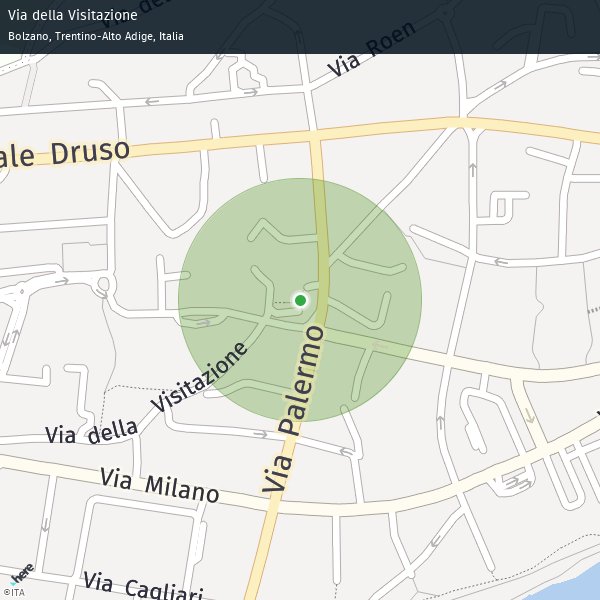 Via della Visitazione
Bolzano, Trentino-Alto Adige, Italia
Via Roen
ale Druso
Via Palermo
Via della Visitazione
Via Milano
Via Cagliari
here
©ITA